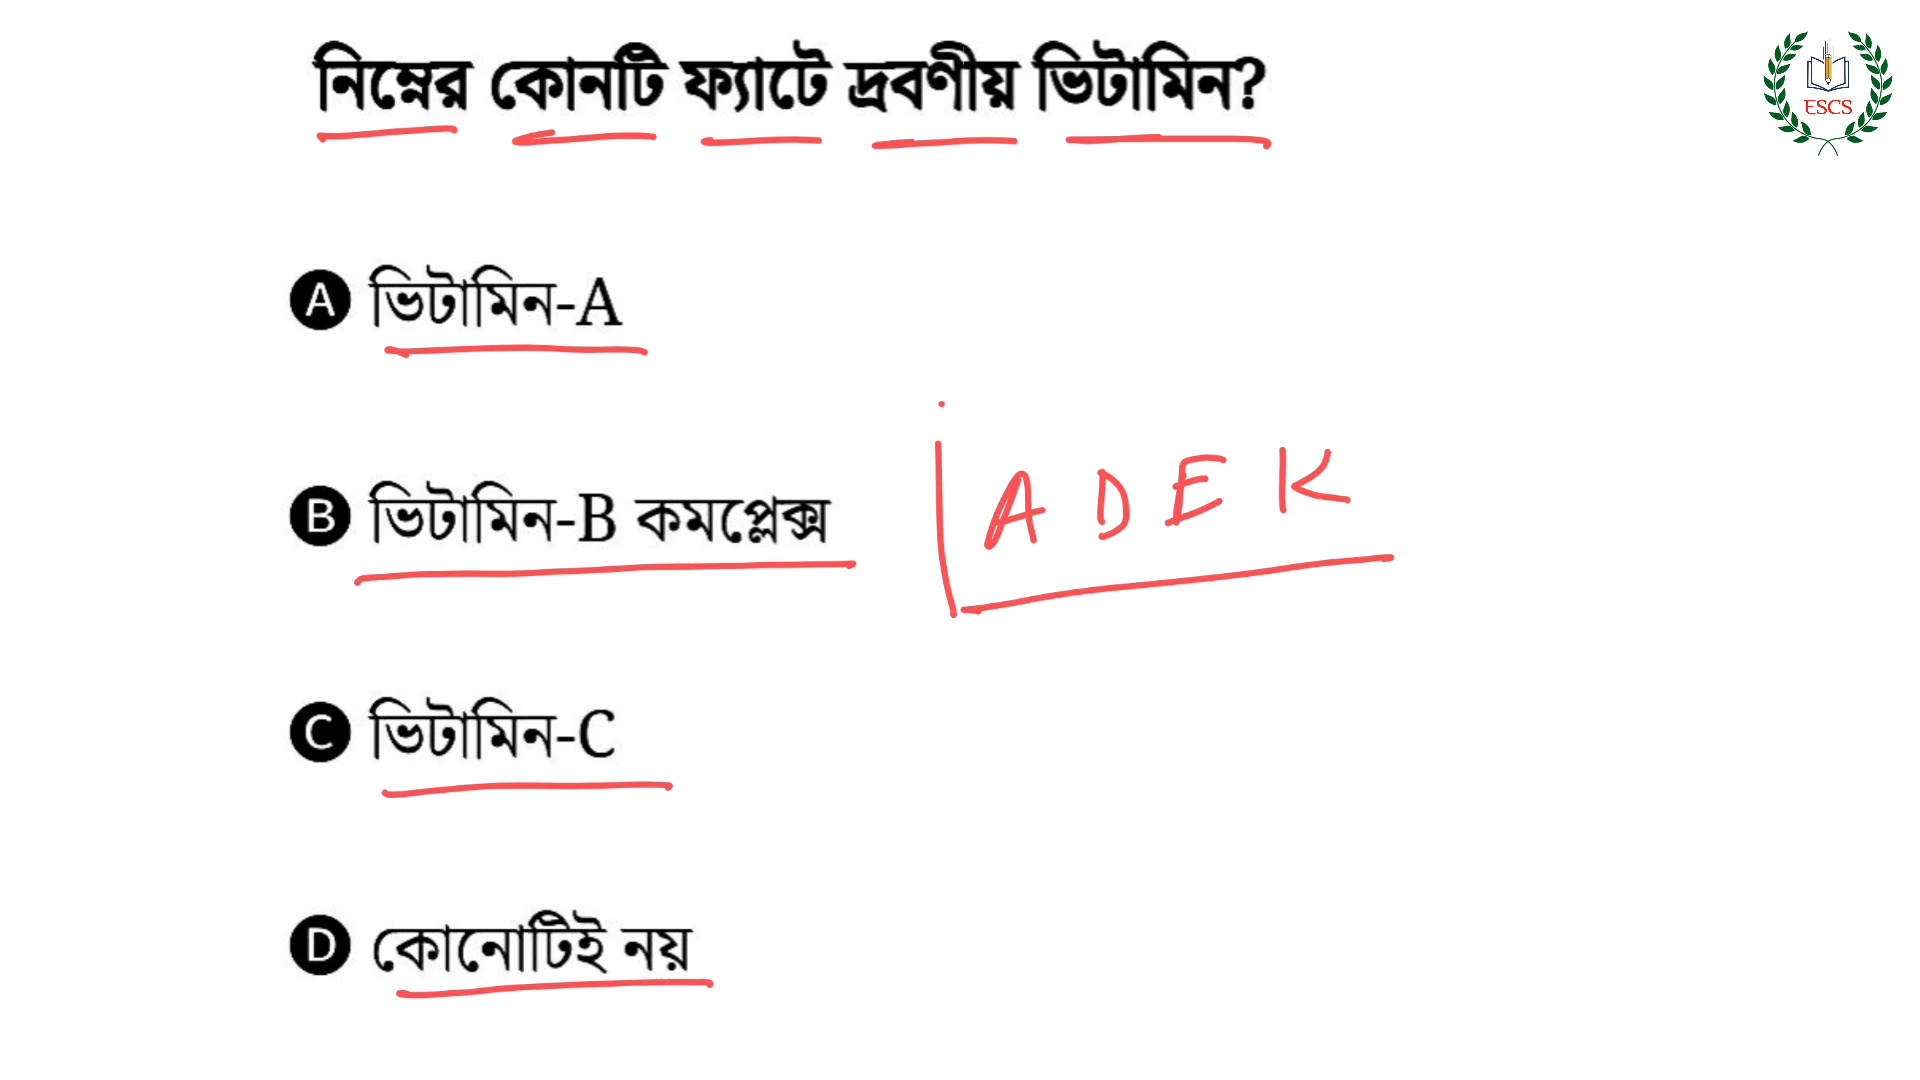 নিম্নের কোনটি ফ্যাটে দ্রবণীয় ভিটামিন?
ESCS
A ভিটামিন-A
B ভিটামিন-B কমপ্লেক্স
A D E K
C ভিটামিন-C
D কোনোটিই নয়